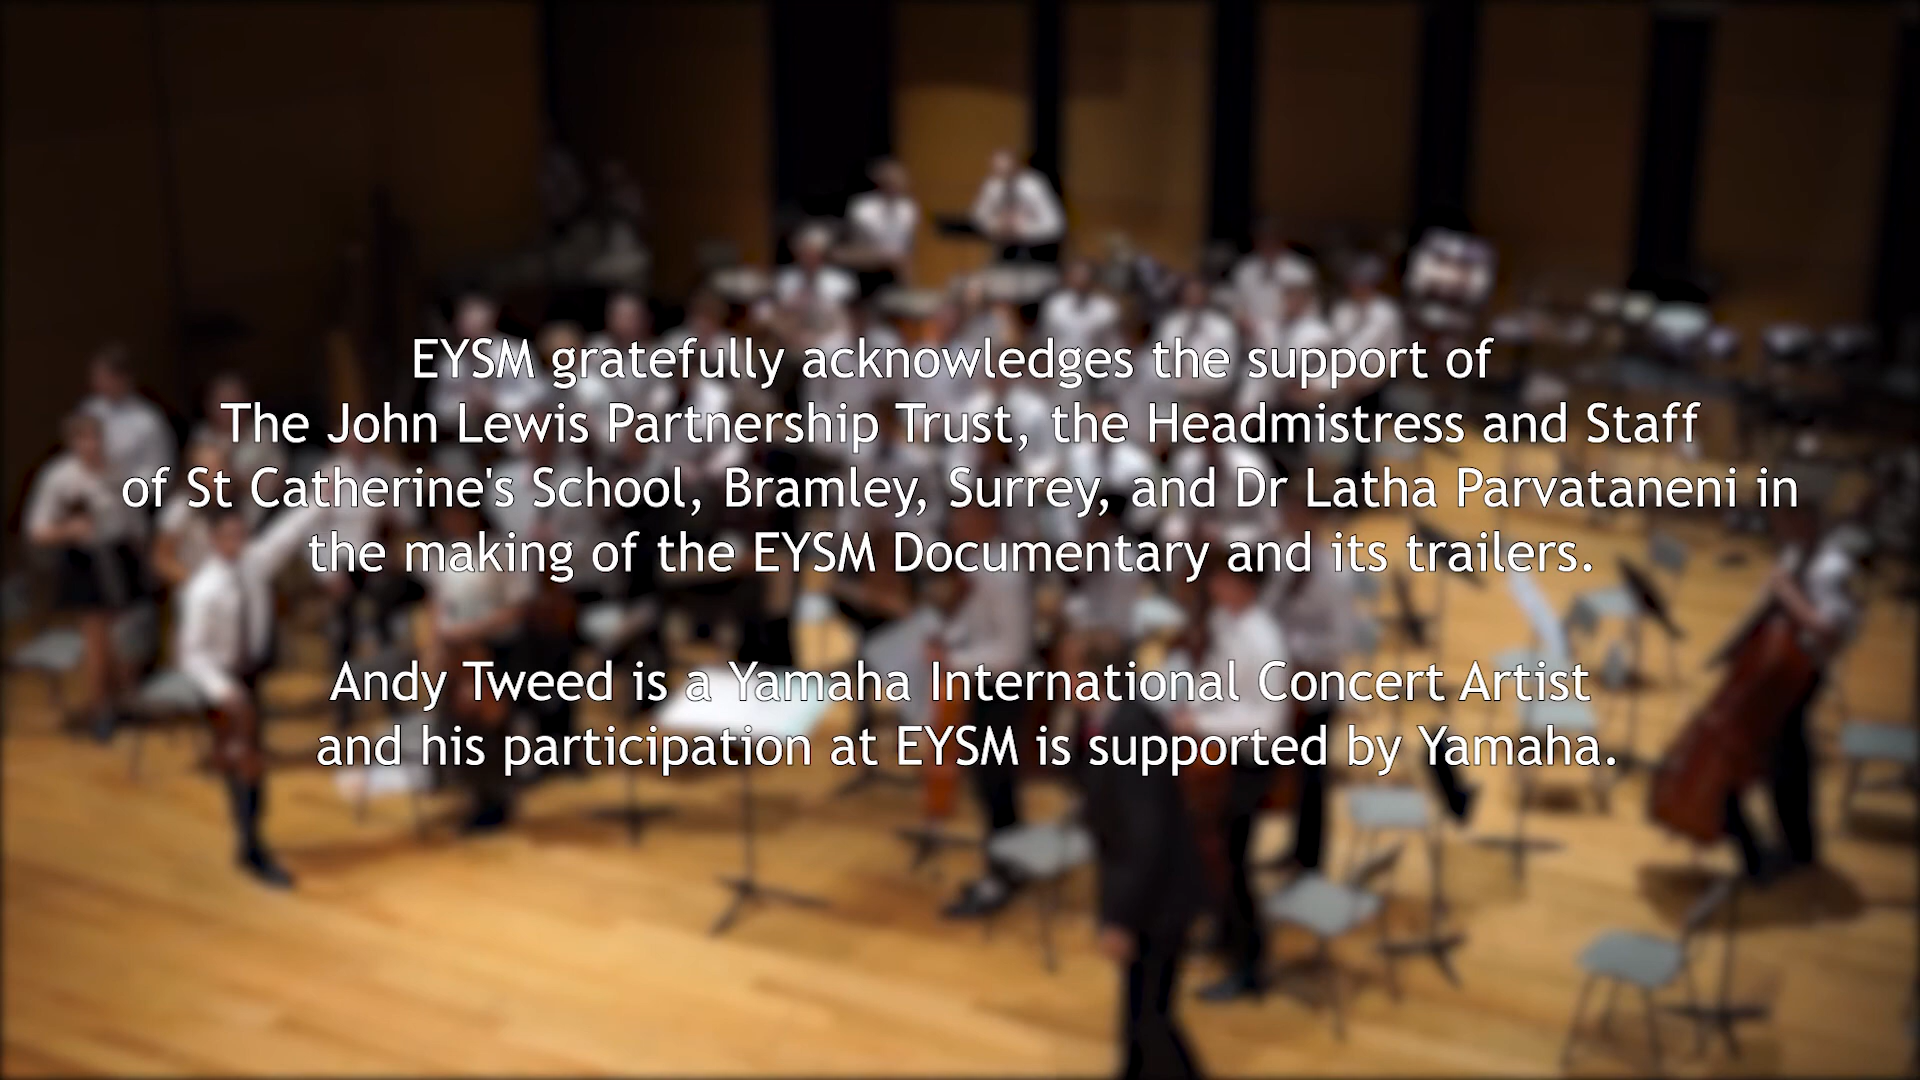 EYSM gratefully acknowledges the support of
The John Lewis Partnership Trust, the Headmistress and Staff
of St Catherine's School, Bramley, Surrey, and Dr Latha Parvataneni in
the making of the EYSM Documentary and its trailers.
Andy Tweed is a Yamaha International Concert Artist
and his participation at EYSM is supported by Yamaha.